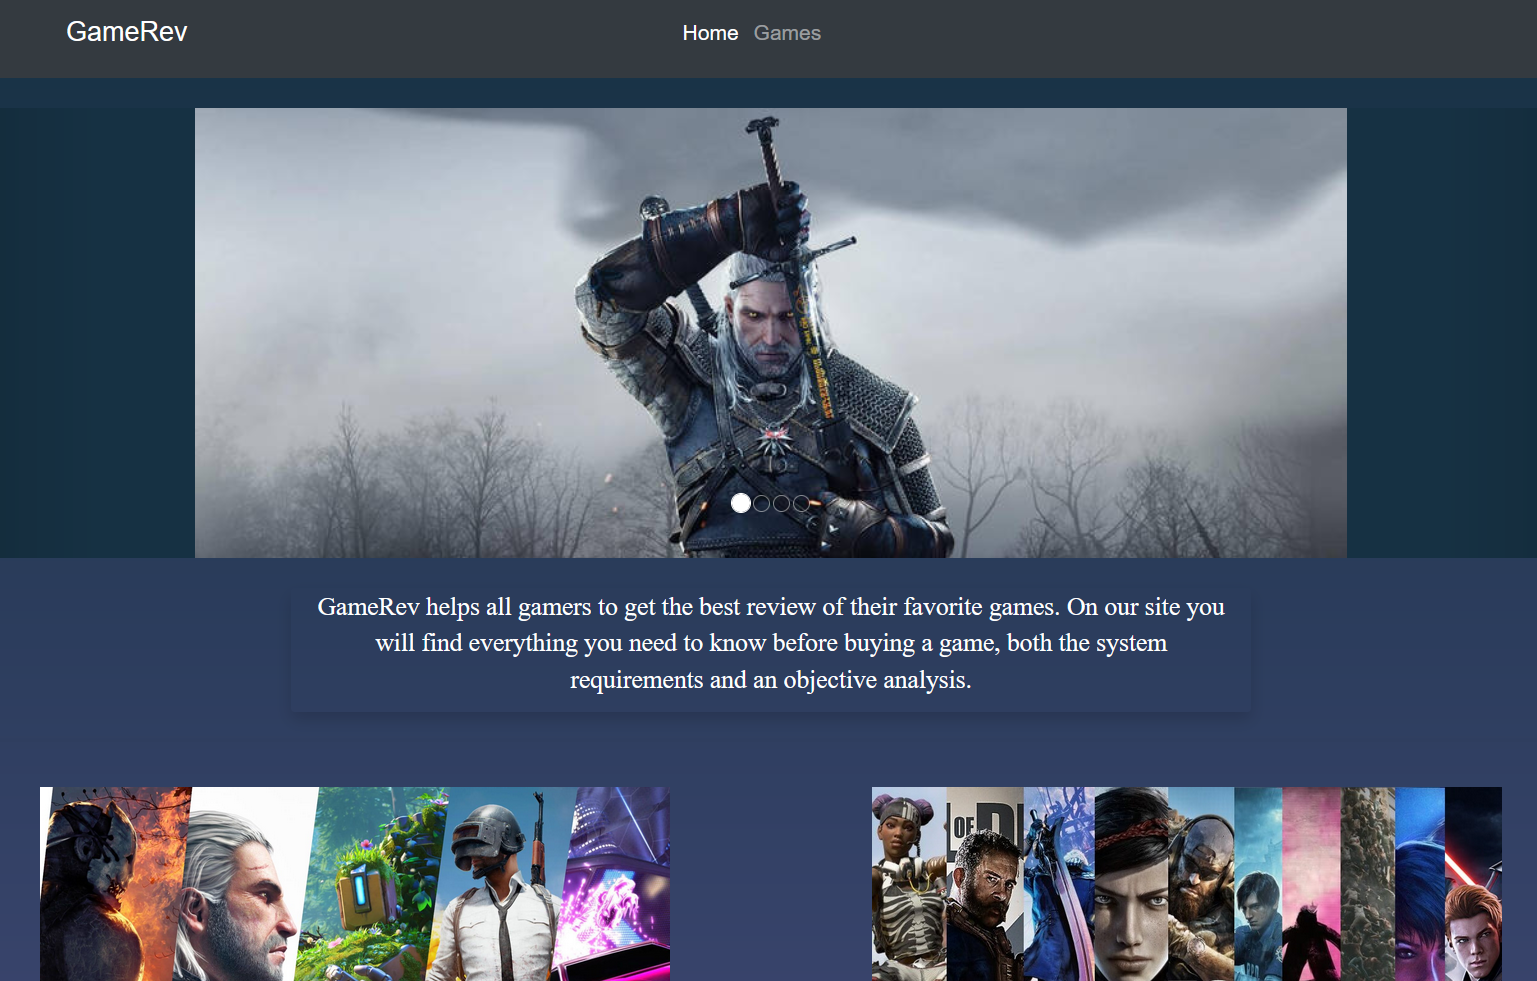 GameRev
Home Games
GameRev helps all gamers to get the best review of their favorite games. On our site you
will find everything you need to know before buying a game, both the system
requirements and an objective analysis.
OF